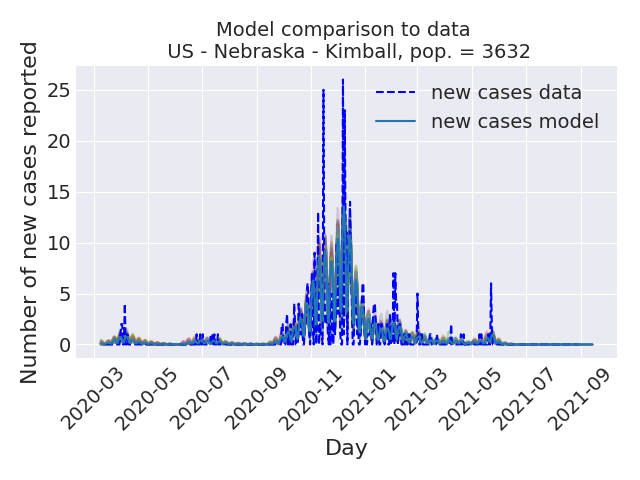 Model comparison to data
US - Nebraska - Kimball, pop. = 3632
Number of new cases reported
25
20
15
10
5
0
new cases data
new cases model
2020-03
2020-05
2020-07
2020-09
2020-11
2021-01
2021-03
2021-05
2021-07
2021-09
Day